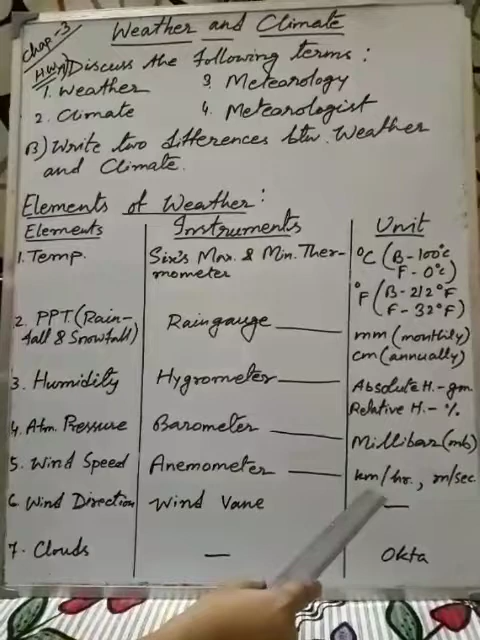 Chap.-3
Weather and Climate
H.W. A) Discuss the following terms:
1. Weather 3. Meteorology
2. Climate 4. Meteorologist
B) Write two differences btw. Weather
and Climate.
Elements of Weather:
Elements Instruments Unit
1. Temp. Six's Max. & Min. Ther-
mometer
°C (B-100°C
F-0°C)
°F (B-212°F
F-32°F)
2. PPT. (Rain-
fall & Snowfall) Raingauge mm (monthly)
cm (annually)
3. Humidity Hygrometer Absolute H.-gm
Relative H.-%
4. Atm. Pressure Barometer Millibar (mb)
5. Wind Speed Anemometer km/hr., m/sec.
6. Wind Direction Wind Vane —
7. Clouds — Okta